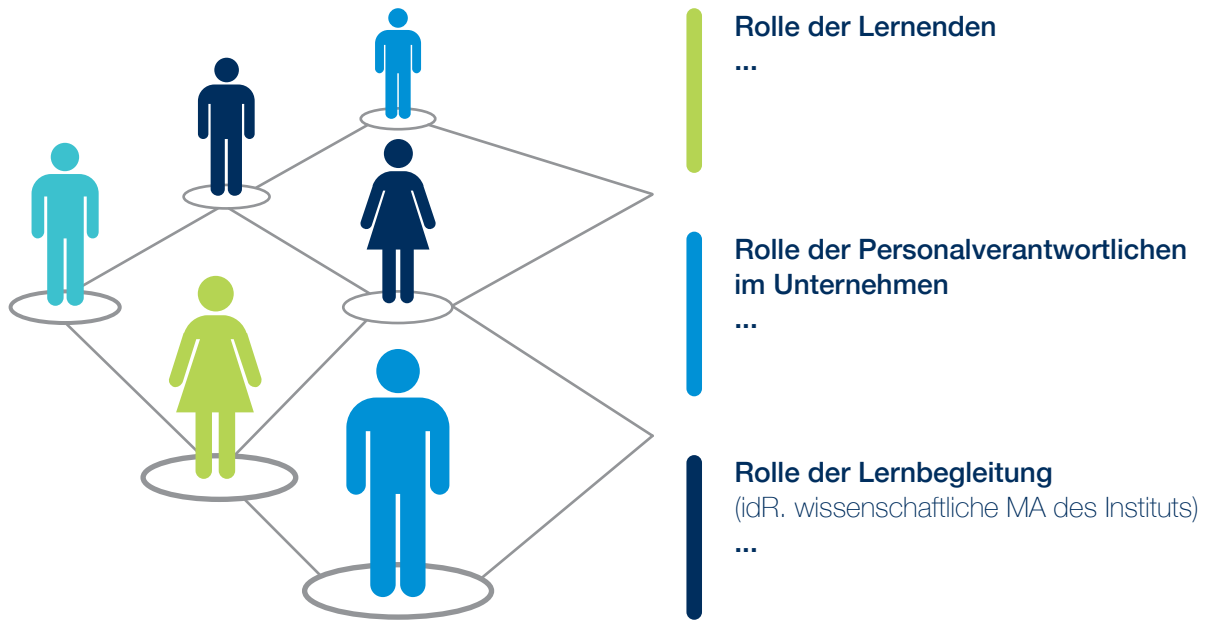 Rolle der Lernenden
...
Rolle der Personalverantwortlichen
im Unternehmen
...
Rolle der Lernbegleitung
(idR. wissenschaftliche MA des Instituts)
...